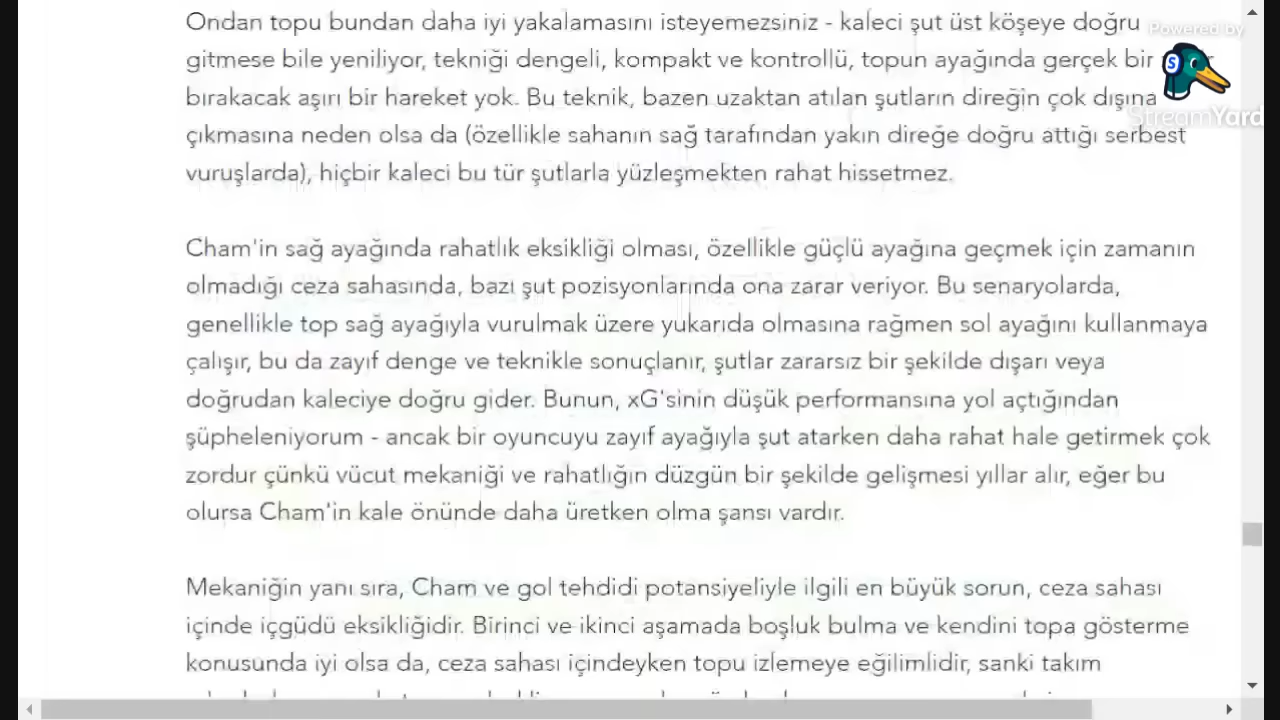 Ondan topu bundan daha iyi yakalamasını isteyemezsiniz - kaleci şut üst köşeye doğru
Powered by
gitmese bile yeniliyor, tekniği dengeli, kompakt ve kontrollü, topun ayağında gerçek bir
bırakacak aşırı bir hareket yok. Bu teknik, bazen uzaktan atılan şutların direğin çok dışına
StreamYard
çıkmasına neden olsa da (özellikle sahanın sağ tarafından yakın direğe doğru attığı serbest
vuruşlarda), hiçbir kaleci bu tür şutlarla yüzleşmekten rahat hissetmez.
Cham'in sağ ayağında rahatlık eksikliği olması, özellikle güçlü ayağına geçmek için zamanın
olmadığı ceza sahasında, bazı şut pozisyonlarında ona zarar veriyor. Bu senaryolarda,
genellikle top sağ ayağıyla vurulmak üzere yukarıda olmasına rağmen sol ayağını kullanmaya
çalışır, bu da zayıf denge ve teknikle sonuçlanır, şutlar zararsız bir şekilde dışarı veya
doğrudan kaleciye doğru gider. Bunun, xG'sinin düşük performansına yol açtığından
şüpheleniyorum - ancak bir oyuncuyu zayıf ayağıyla şut atarken daha rahat hale getirmek çok
zordur çünkü vücut mekaniği ve rahatlığın düzgün bir şekilde gelişmesi yıllar alır, eğer bu
olursa Cham'in kale önünde daha üretken olma şansı vardır.
Mekaniğin yanı sıra, Cham ve gol tehdidi potansiyeliyle ilgili en büyük sorun, ceza sahası
içinde içgüdü eksikliğidir. Birinci ve ikinci aşamada boşluk bulma ve kendini topa gösterme
konusunda iyi olsa da, ceza sahası içindeyken topu izlemeye eğilimlidir, sanki takım